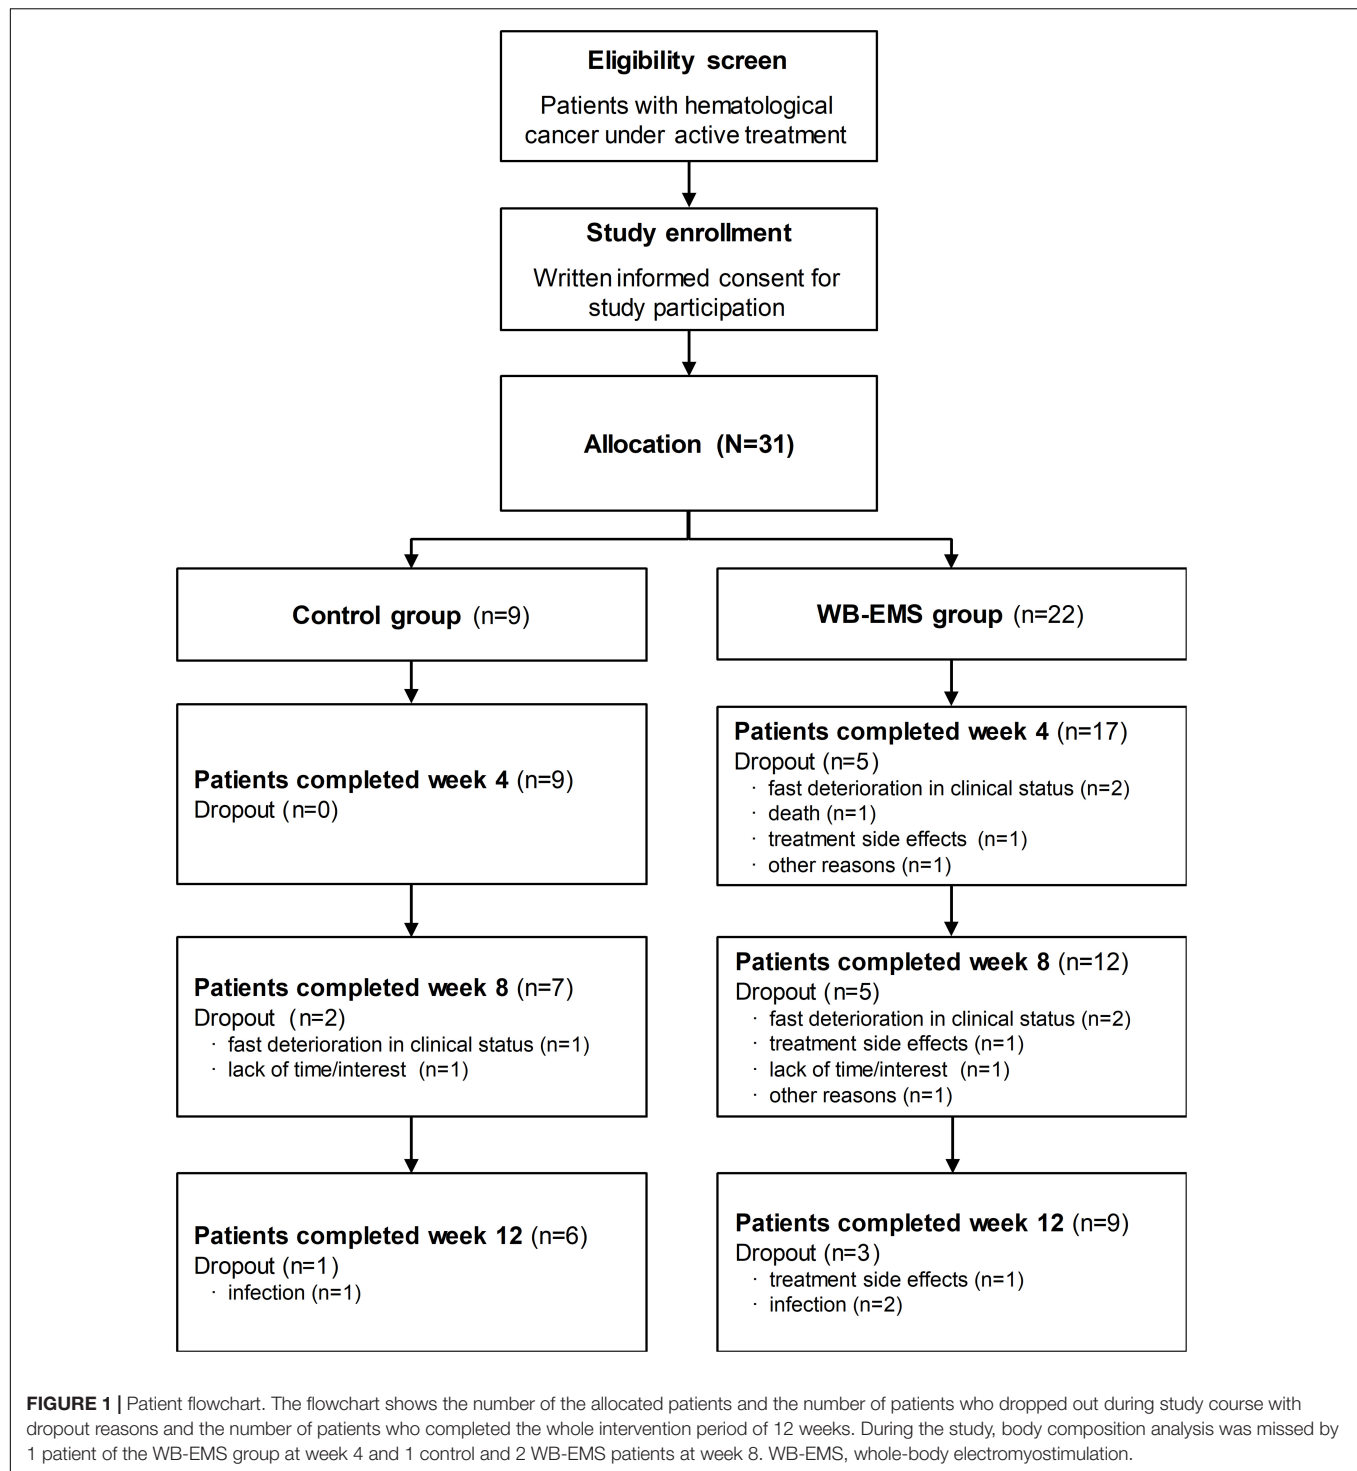 Eligibility screen
Patients with hematological
cancer under active treatment
Study enrollment
Written informed consent for
study participation
Allocation (N=31)
Control group (n=9)
WB-EMS group (n=22)
Patients completed week 4 (n=9)
Dropout (n=0)
Patients completed week 4 (n=17)
Dropout (n=5)
· fast deterioration in clinical status (n=2)
· death (n=1)
· treatment side effects (n=1)
· other reasons (n=1)
Patients completed week 8 (n=7)
Dropout (n=2)
· fast deterioration in clinical status (n=1)
· lack of time/interest (n=1)
Patients completed week 8 (n=12)
Dropout (n=5)
· fast deterioration in clinical status (n=2)
· treatment side effects (n=1)
· lack of time/interest (n=1)
· other reasons (n=1)
Patients completed week 12 (n=6)
Dropout (n=1)
· infection (n=1)
Patients completed week 12 (n=9)
Dropout (n=3)
· treatment side effects (n=1)
· infection (n=2)
FIGURE 1 | Patient flowchart. The flowchart shows the number of the allocated patients and the number of patients who dropped out during study course with
dropout reasons and the number of patients who completed the whole intervention period of 12 weeks. During the study, body composition analysis was missed by
1 patient of the WB-EMS group at week 4 and 1 control and 2 WB-EMS patients at week 8. WB-EMS, whole-body electromyostimulation.